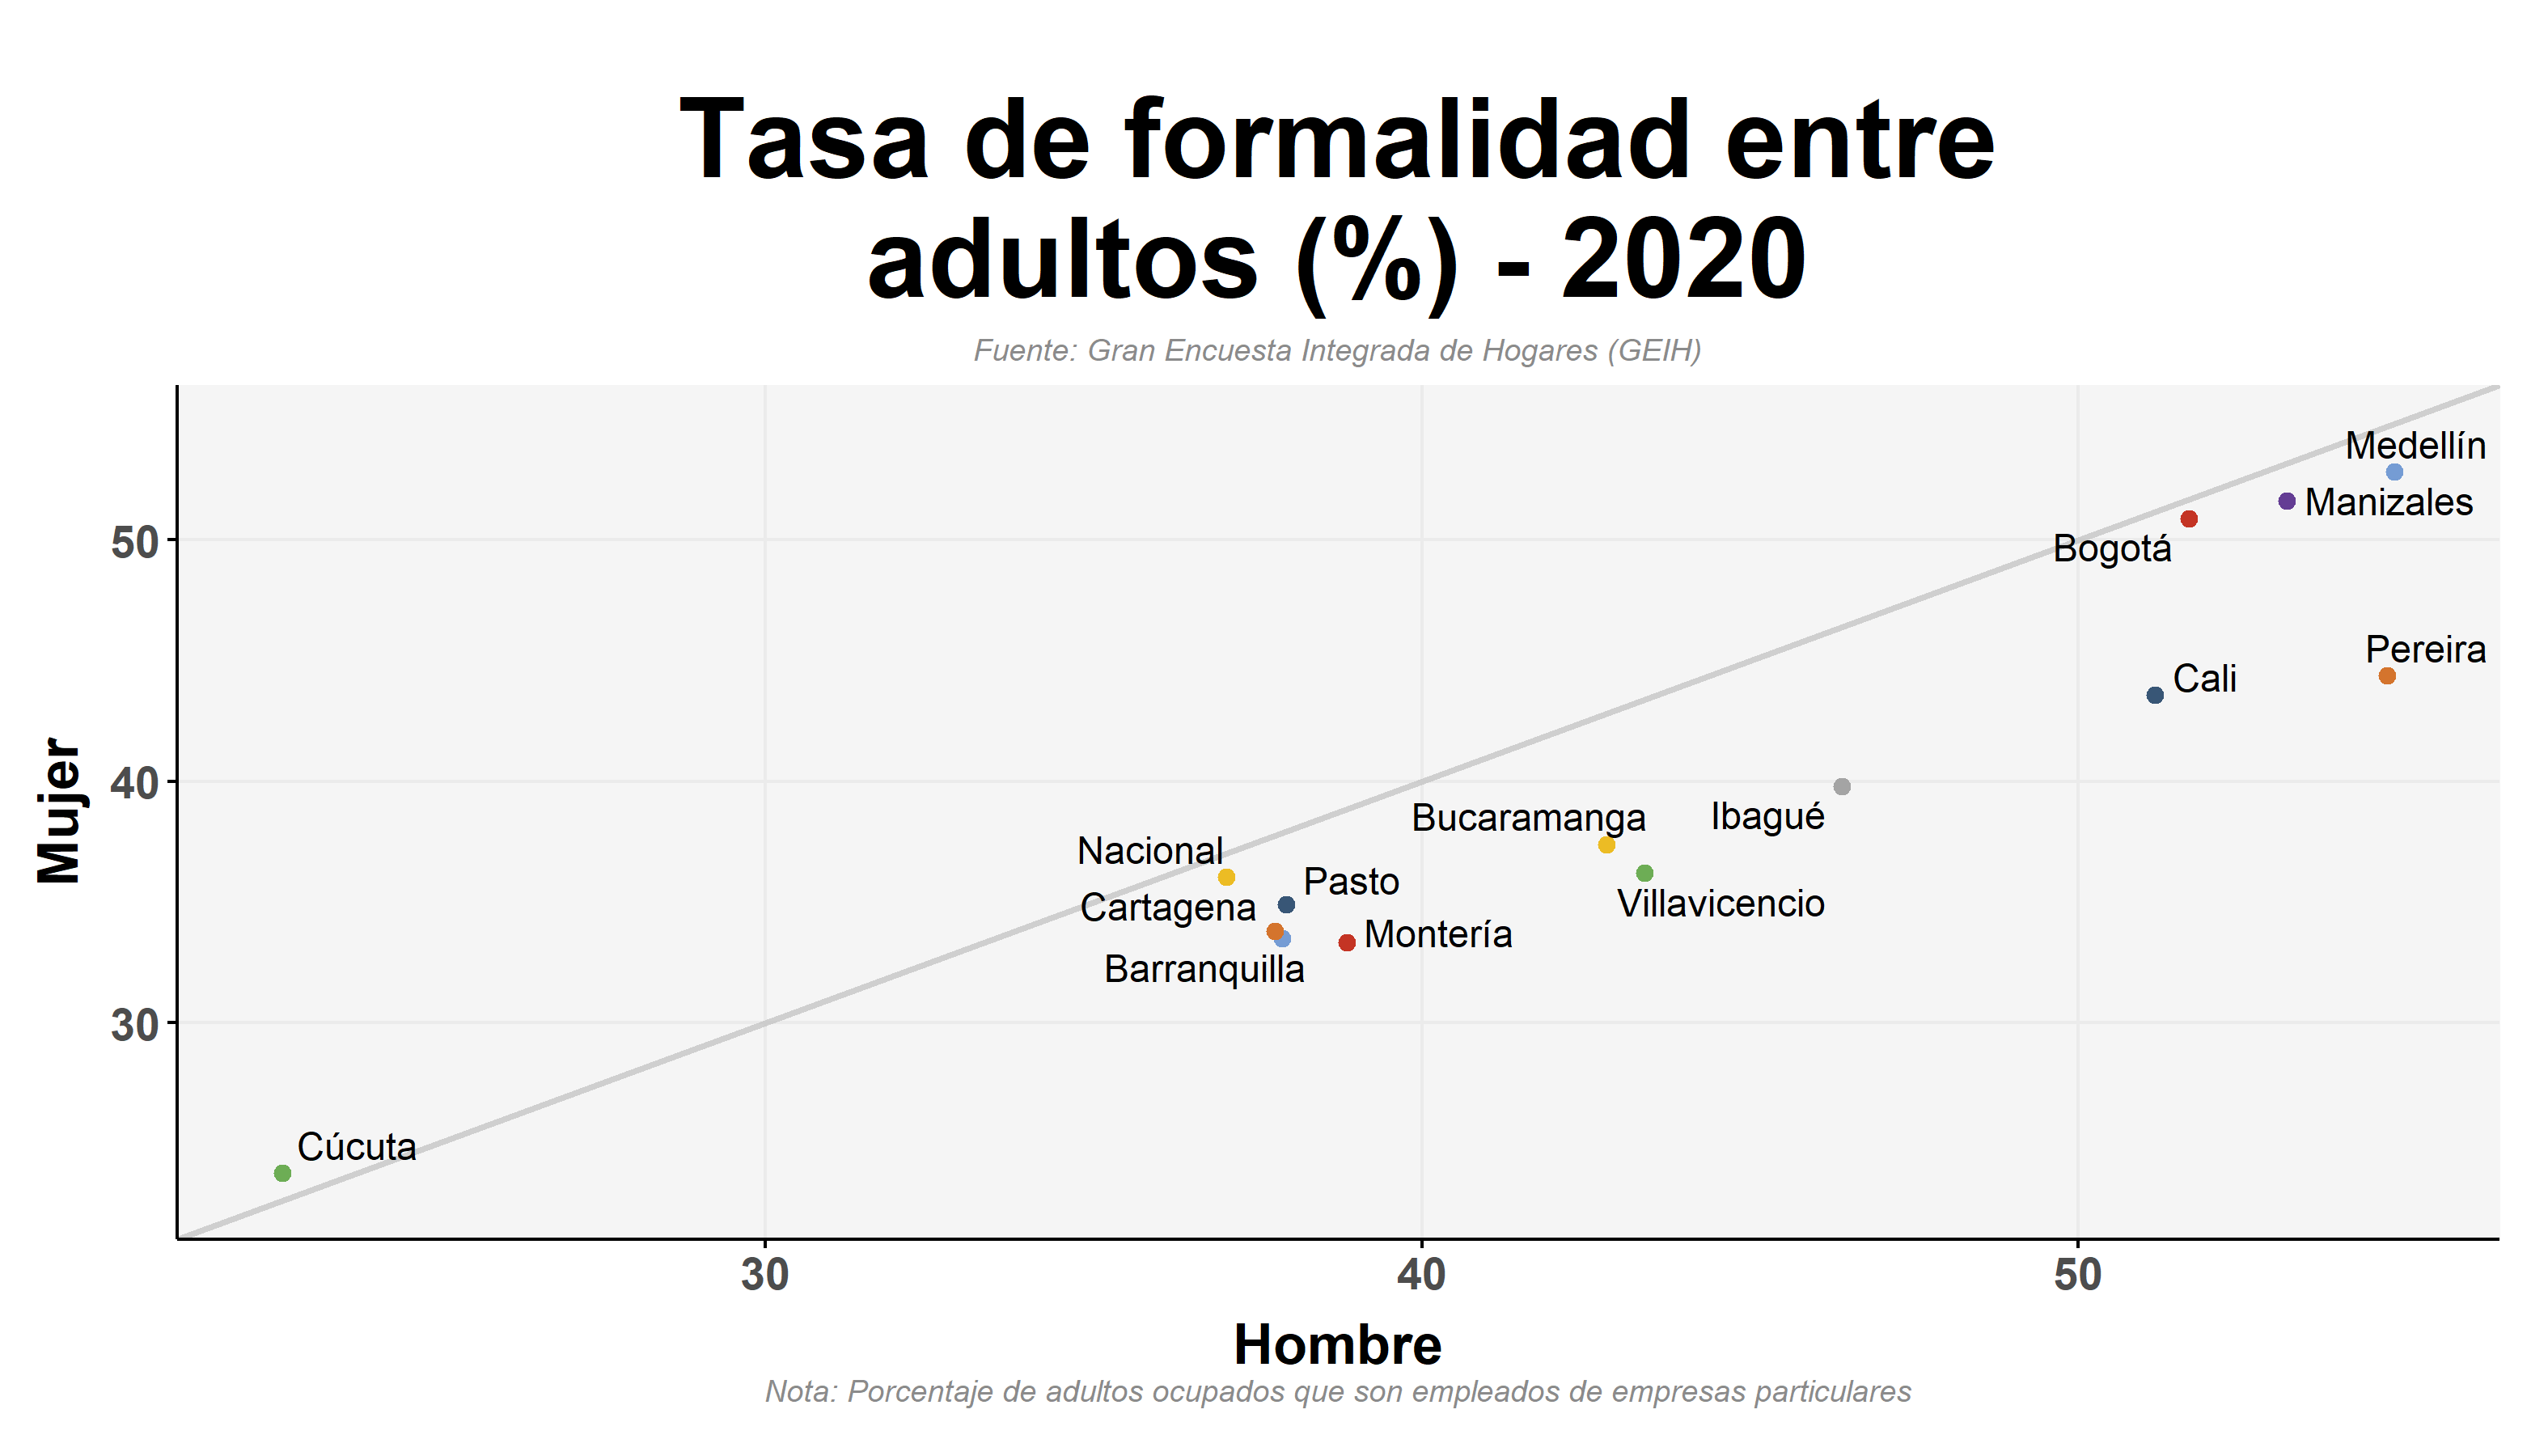 Tasa de formalidad entre
adultos (%) - 2020
Fuente: Gran Encuesta Integrada de Hogares (GEIH)
Mujer
50
40
30
Medellín
Manizales
Bogotá
Pereira
Cali
Ibagué
Bucaramanga
Nacional
Pasto
Villavicencio
Cartagena
Montería
Barranquilla
Cúcuta
30
40
50
Hombre
Nota: Porcentaje de adultos ocupados que son empleados de empresas particulares